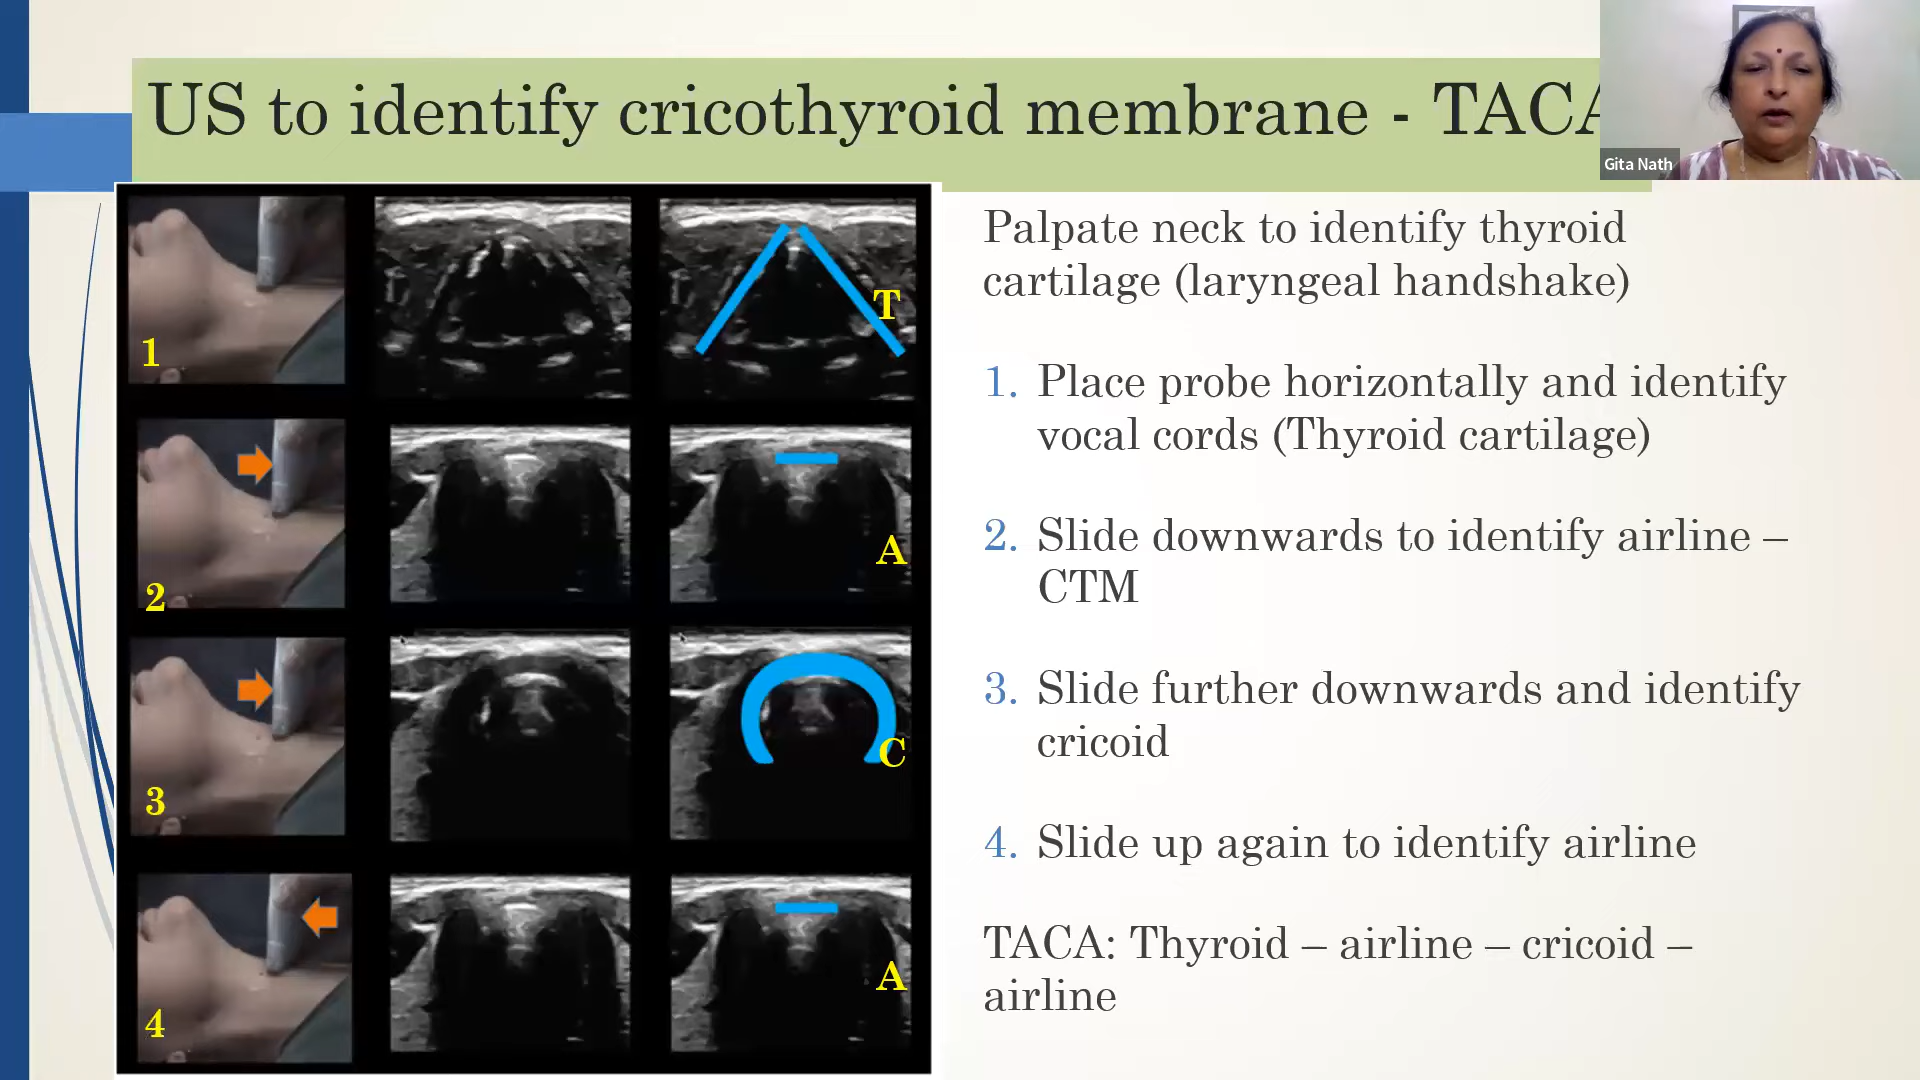 US to identify cricothyroid membrane - TACA
Gita Nath
1
T
2
A
3
C
4
A
Palpate neck to identify thyroid
cartilage (laryngeal handshake)
1. Place probe horizontally and identify
vocal cords (Thyroid cartilage)
2. Slide downwards to identify airline –
CTM
3. Slide further downwards and identify
cricoid
4. Slide up again to identify airline
TACA: Thyroid – airline – cricoid –
airline